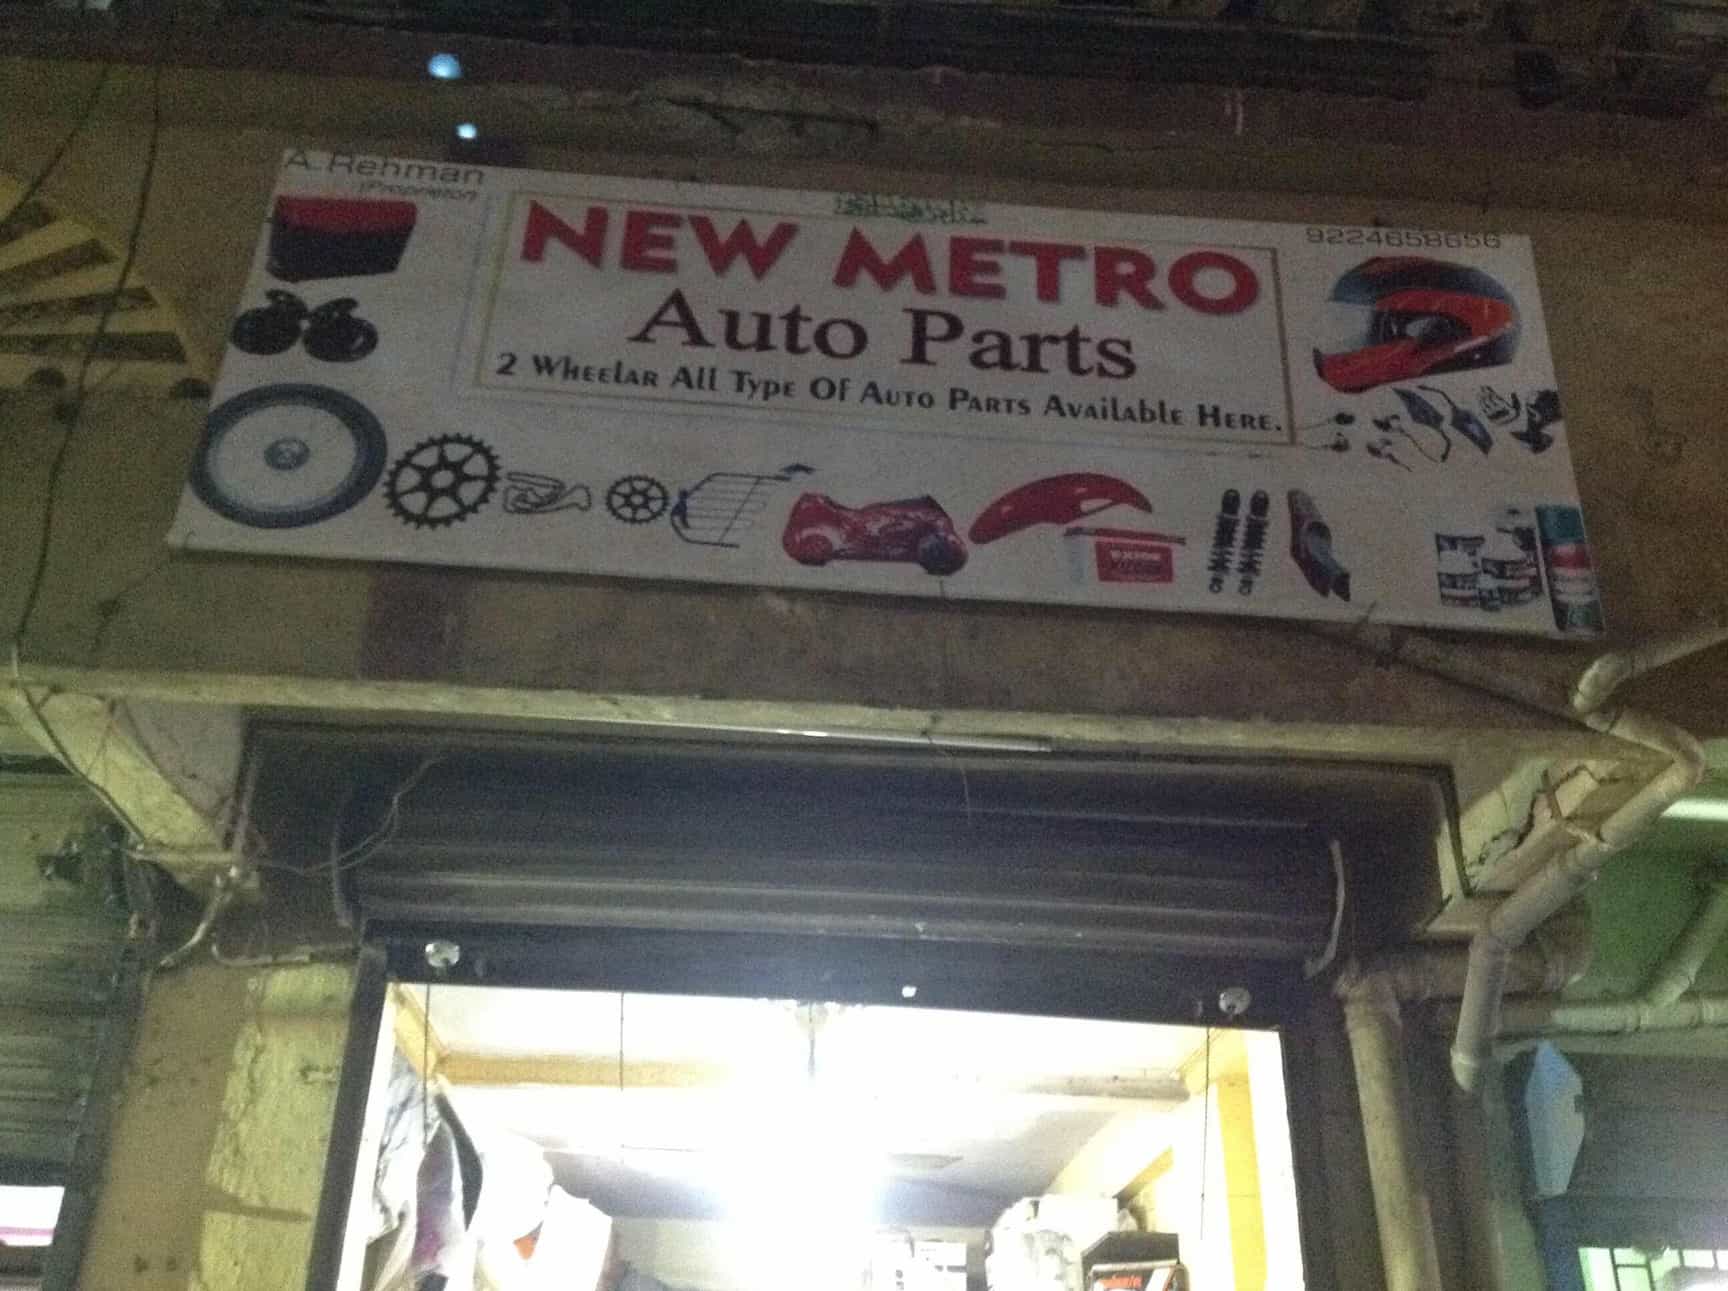 A. Rehman
(Proprietor)
9224658656
NEW METRO
Auto Parts
2 Wheelar All Type Of Auto Parts Available Here.